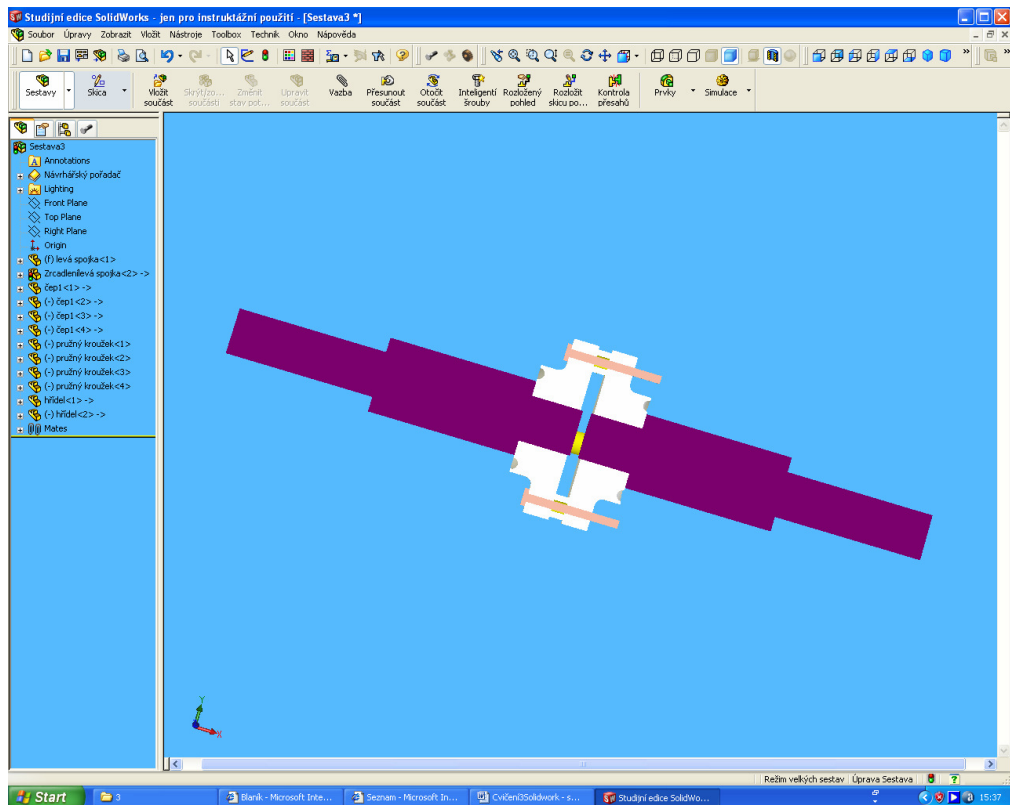 Studijní edice SolidWorks - jen pro instruktážní použití - [Sestava3 *]
Soubor Úpravy Zobrazit Vložit Nástroje Toolbox Technik Okno Nápověda
Sestavy Skica Vložit součást Skrýt/zo... součásti Změnit stav pot... Upravit součást Vazba Přesunout součást Otočit součást Inteligentí šrouby Rozložený pohled Rozložit skicu po... Kontrola přesahů Prvky Simulace
Sestava3
Annotations
Návrhářský pořadač
Lighting
Front Plane
Top Plane
Right Plane
Origin
(f) levá spojka<1>
Zrcadlenílevá spojka<2> ->
čep1<1> ->
(-) čep1<2> ->
(-) čep1<3> ->
(-) čep1<4> ->
(-) pružný kroužek<1>
(-) pružný kroužek<2>
(-) pružný kroužek<3>
(-) pružný kroužek<4>
hřídel<1> ->
(-) hřídel<2> ->
Mates
Y
X
Režim velkých sestav Úprava Sestava
Start 3 Blaník - Microsoft Inte... Seznam - Microsoft In... Cvičení3Solidwork - s... Studijní edice SolidWo... 15:37